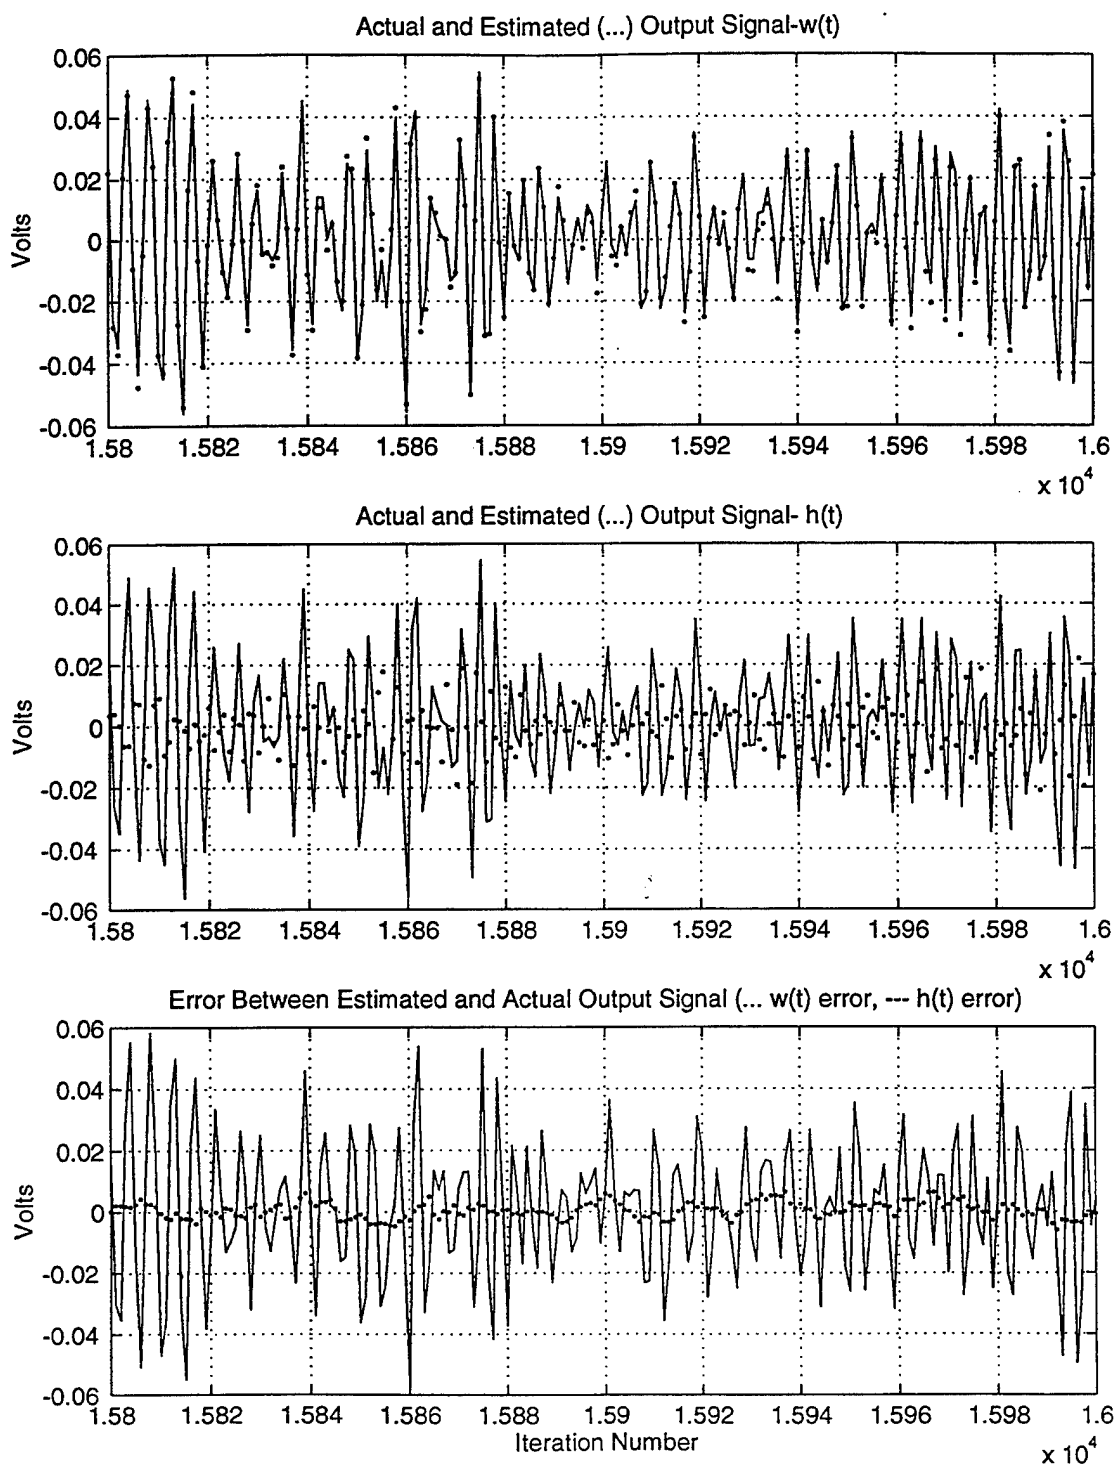 Actual and Estimated (...) Output Signal-w(t)
0.06
0.04
0.02
0
-0.02
-0.04
-0.06
Volts
1.58 1.582 1.584 1.586 1.588 1.59 1.592 1.594 1.596 1.598 1.6
x 10^4
Actual and Estimated (...) Output Signal- h(t)
0.06
0.04
0.02
0
-0.02
-0.04
-0.06
Volts
1.58 1.582 1.584 1.586 1.588 1.59 1.592 1.594 1.596 1.598 1.6
x 10^4
Error Between Estimated and Actual Output Signal (... w(t) error, --- h(t) error)
0.06
0.04
0.02
0
-0.02
-0.04
-0.06
Volts
1.58 1.582 1.584 1.586 1.588 1.59 1.592 1.594 1.596 1.598 1.6
Iteration Number
x 10^4